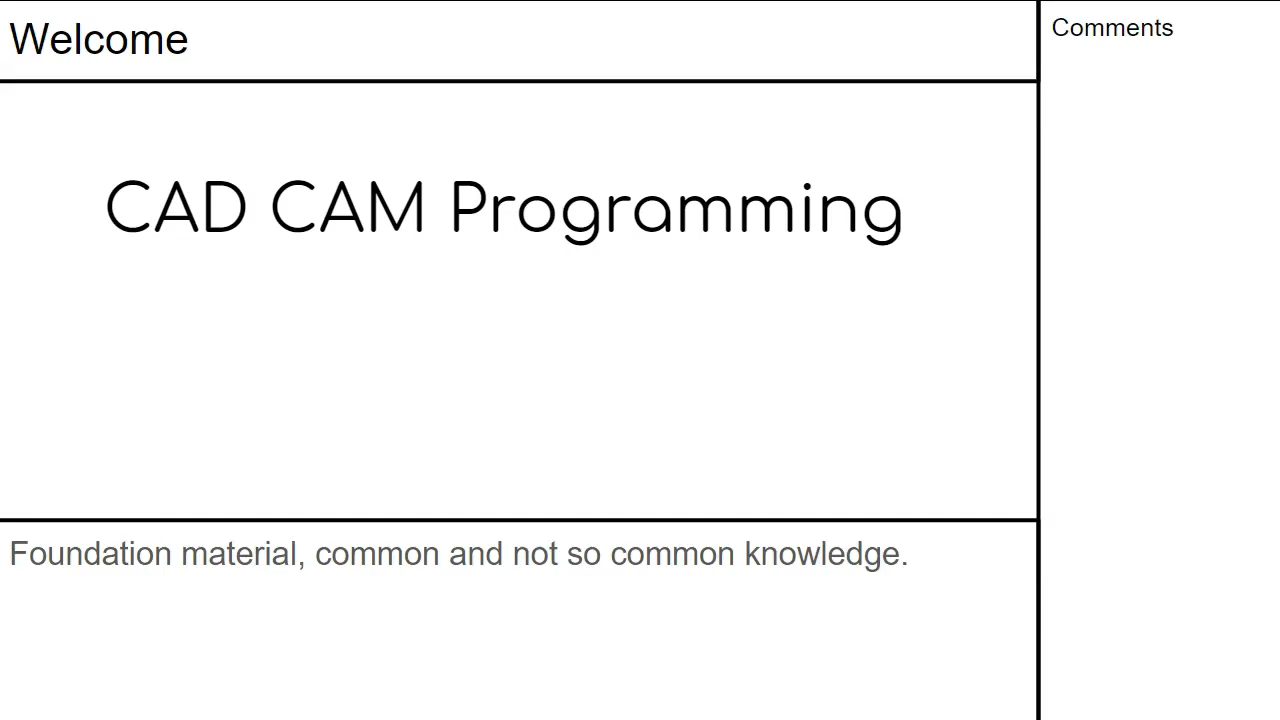 Welcome
Comments
CAD CAM Programming
Foundation material, common and not so common knowledge.